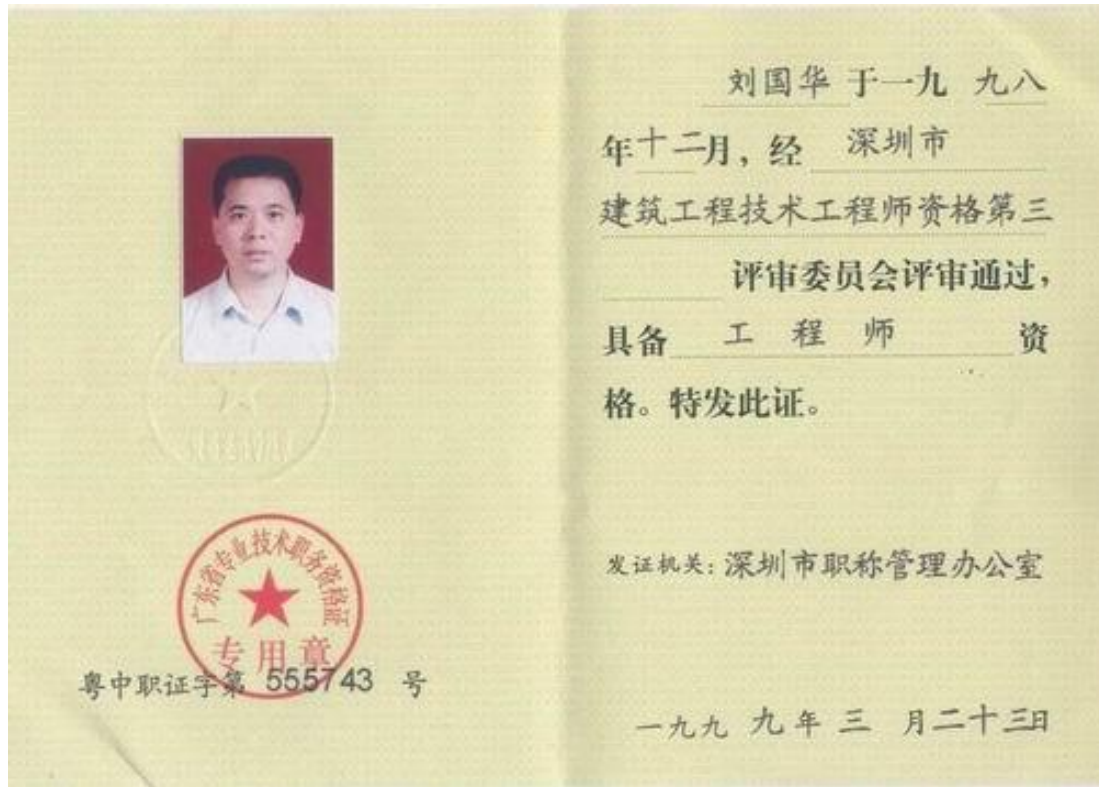 广东省专业技术职务资格证
专用章
粤中职证字第 555743 号
刘国华 于一九 九八
年十二月，经 深圳市
建筑工程技术工程师资格第三
评审委员会评审通过，
具备 工 程 师 资
格。特发此证。
发证机关：深圳市职称管理办公室
一九九 九 年 三 月二十三日